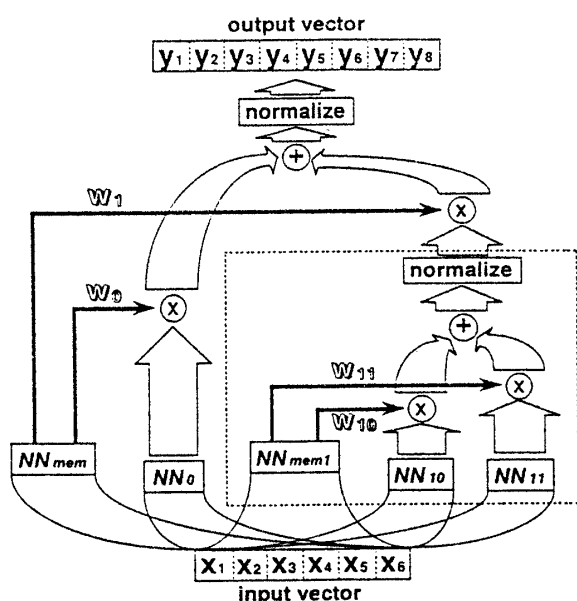 output vector
y1 y2 y3 y4 y5 y6 y7 y8
normalize
+
w1
x
normalize
w0
x
+
w11
x
w10
x
NNmem
NN0
NNmem1
NN10
NN11
x1 x2 x3 x4 x5 x6
input vector